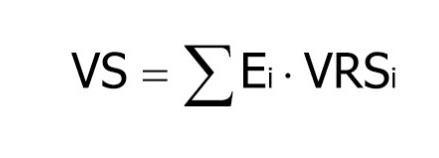 VS = ∑Ei · VRSi